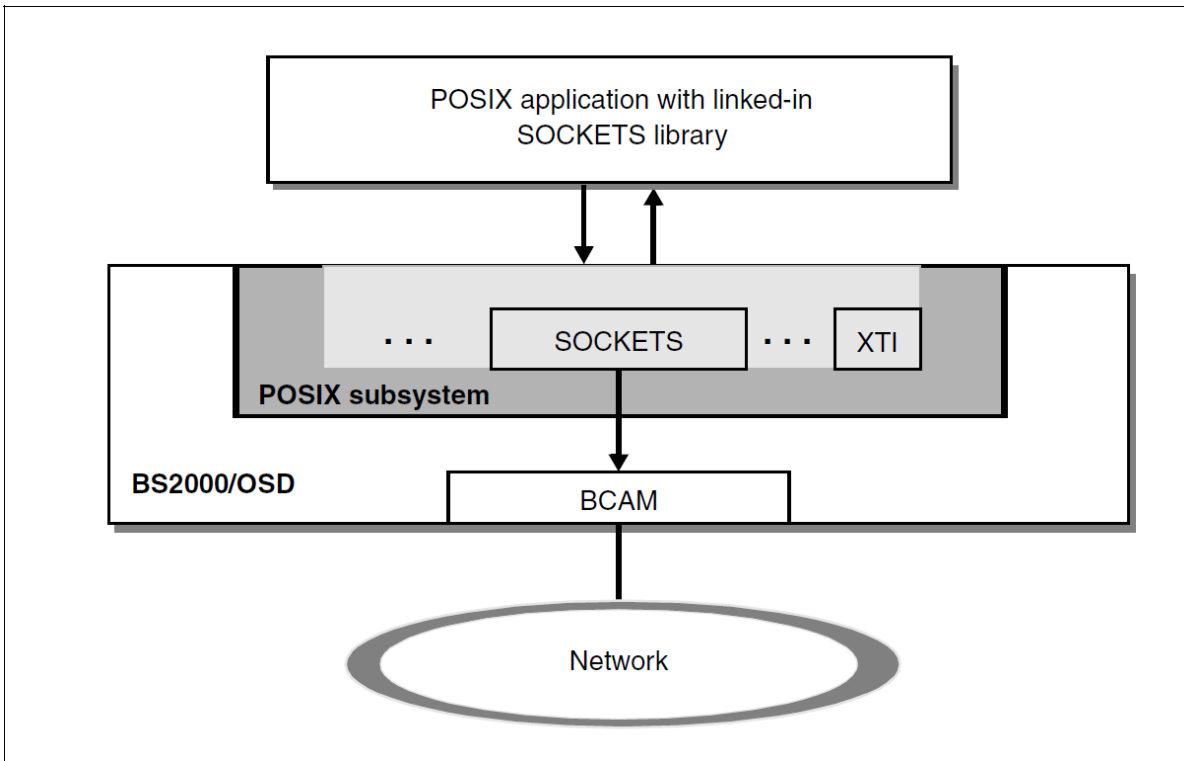 POSIX application with linked-in
SOCKETS library
. . . SOCKETS . . . XTI
POSIX subsystem
BS2000/OSD
BCAM
Network